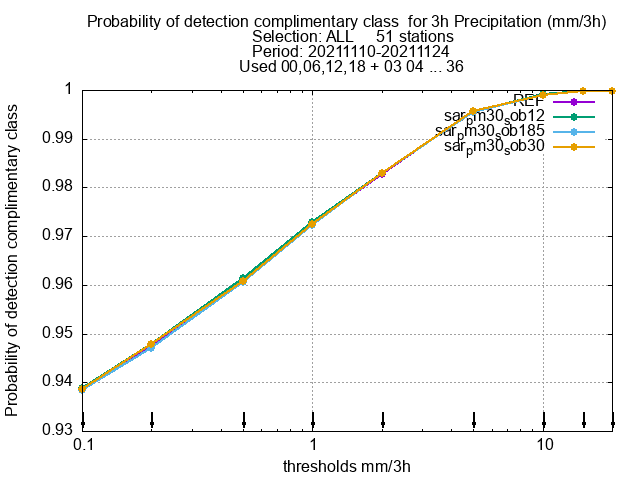 Probability of detection complimentary class  for 3h Precipitation (mm/3h)
Selection: ALL     51 stations
Period: 20211110-20211124
Used 00,06,12,18 + 03 04 ... 36
Probability of detection complimentary class
1
0.99
0.98
0.97
0.96
0.95
0.94
0.93
REF
sar_pm30_sob12
sar_pm30_sob185
sar_pm30_sob30
0.1
1
10
thresholds mm/3h